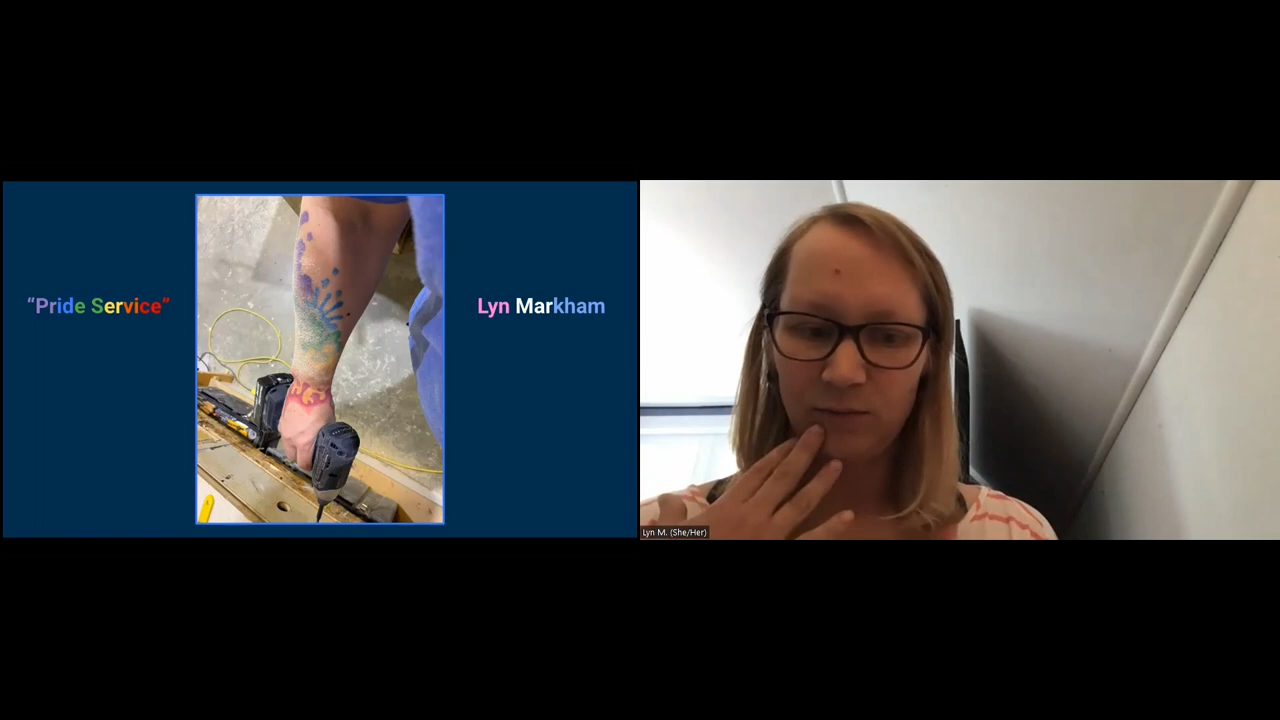 “Pride Service”
Lyn Markham
Lyn M. (She/Her)